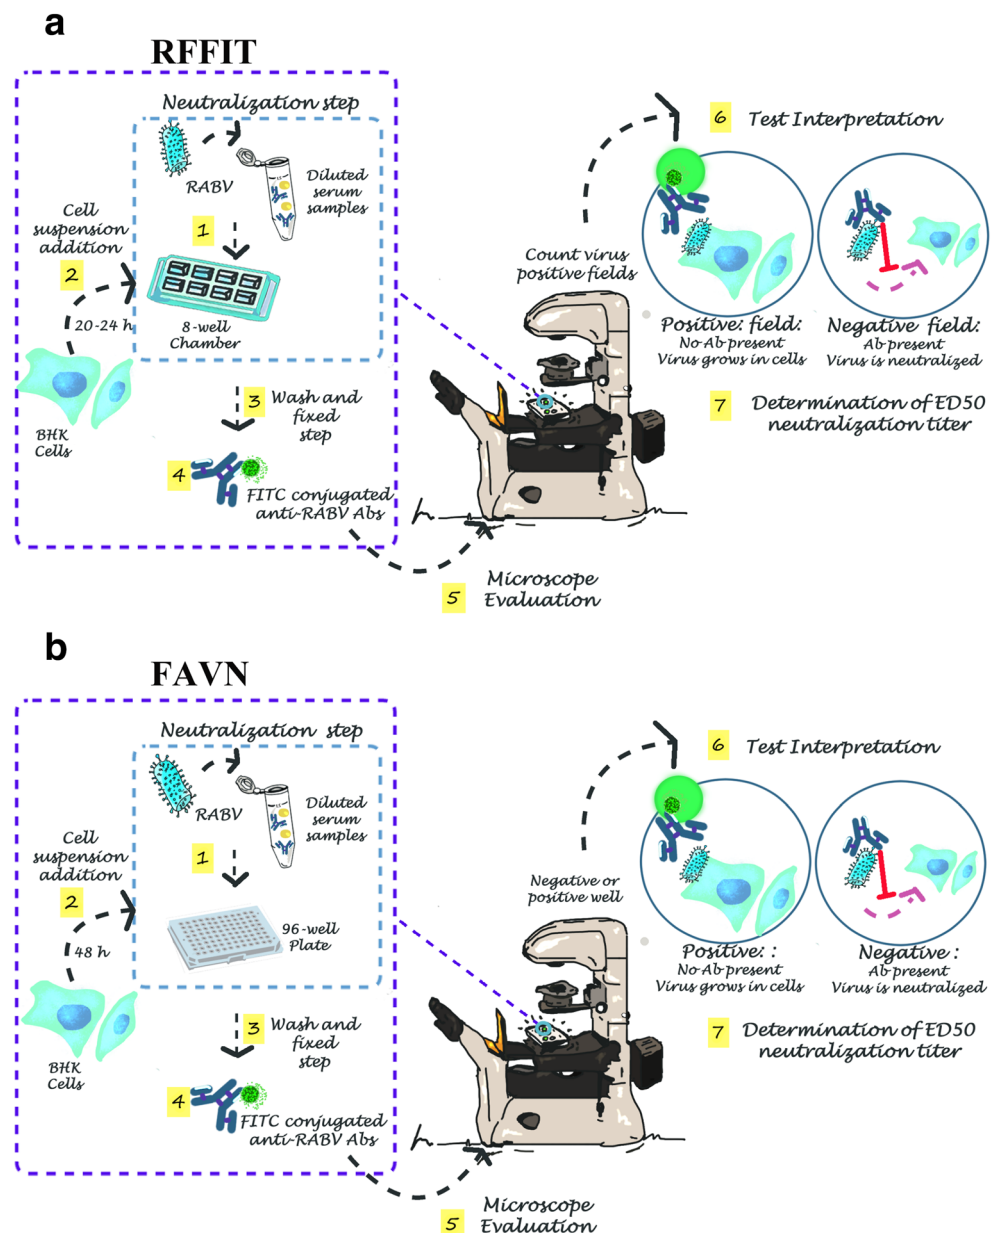 a
RFFIT
Neutralization step
RABV
Diluted
serum
samples
1
Cell
suspension
addition
2
20-24 h
8-well
Chamber
BHK
Cells
3
Wash and
fixed
step
4
FITC conjugated
anti-RABV Abs
5
Microscope
Evaluation
Count virus
positive fields
6
Test Interpretation
Positive: field:
No Ab present
Virus grows in cells
Negative field:
Ab present
Virus is neutralized
7
Determination of ED50
neutralization titer
b
FAVN
Neutralization step
RABV
Diluted
serum
samples
1
Cell
suspension
addition
2
48 h
96-well
Plate
BHK
Cells
3
Wash and
fixed
step
4
FITC conjugated
anti-RABV Abs
5
Microscope
Evaluation
Negative or
positive well
6
Test Interpretation
Positive: :
No Ab present
Virus grows in cells
Negative :
Ab present
Virus is neutralized
7
Determination of ED50
neutralization titer